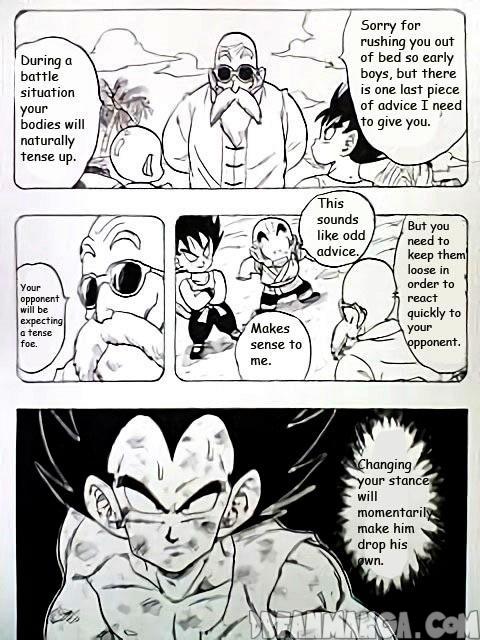 Sorry for
rushing you out
of bed so early
boys, but there
is one last piece
of advice I need
to give you.
During a
battle
situation
your
bodies will
naturally
tense up.
But you
need to
keep them
loose in
order to
react
quickly to
your
opponent.
This
sounds
like odd
advice.
Makes
sense to
me.
Your
opponent
will be
expecting
a tense
foe.
Changing
your stance
will
momentarily
make him
drop his
own.
DBFANMANGA.COM